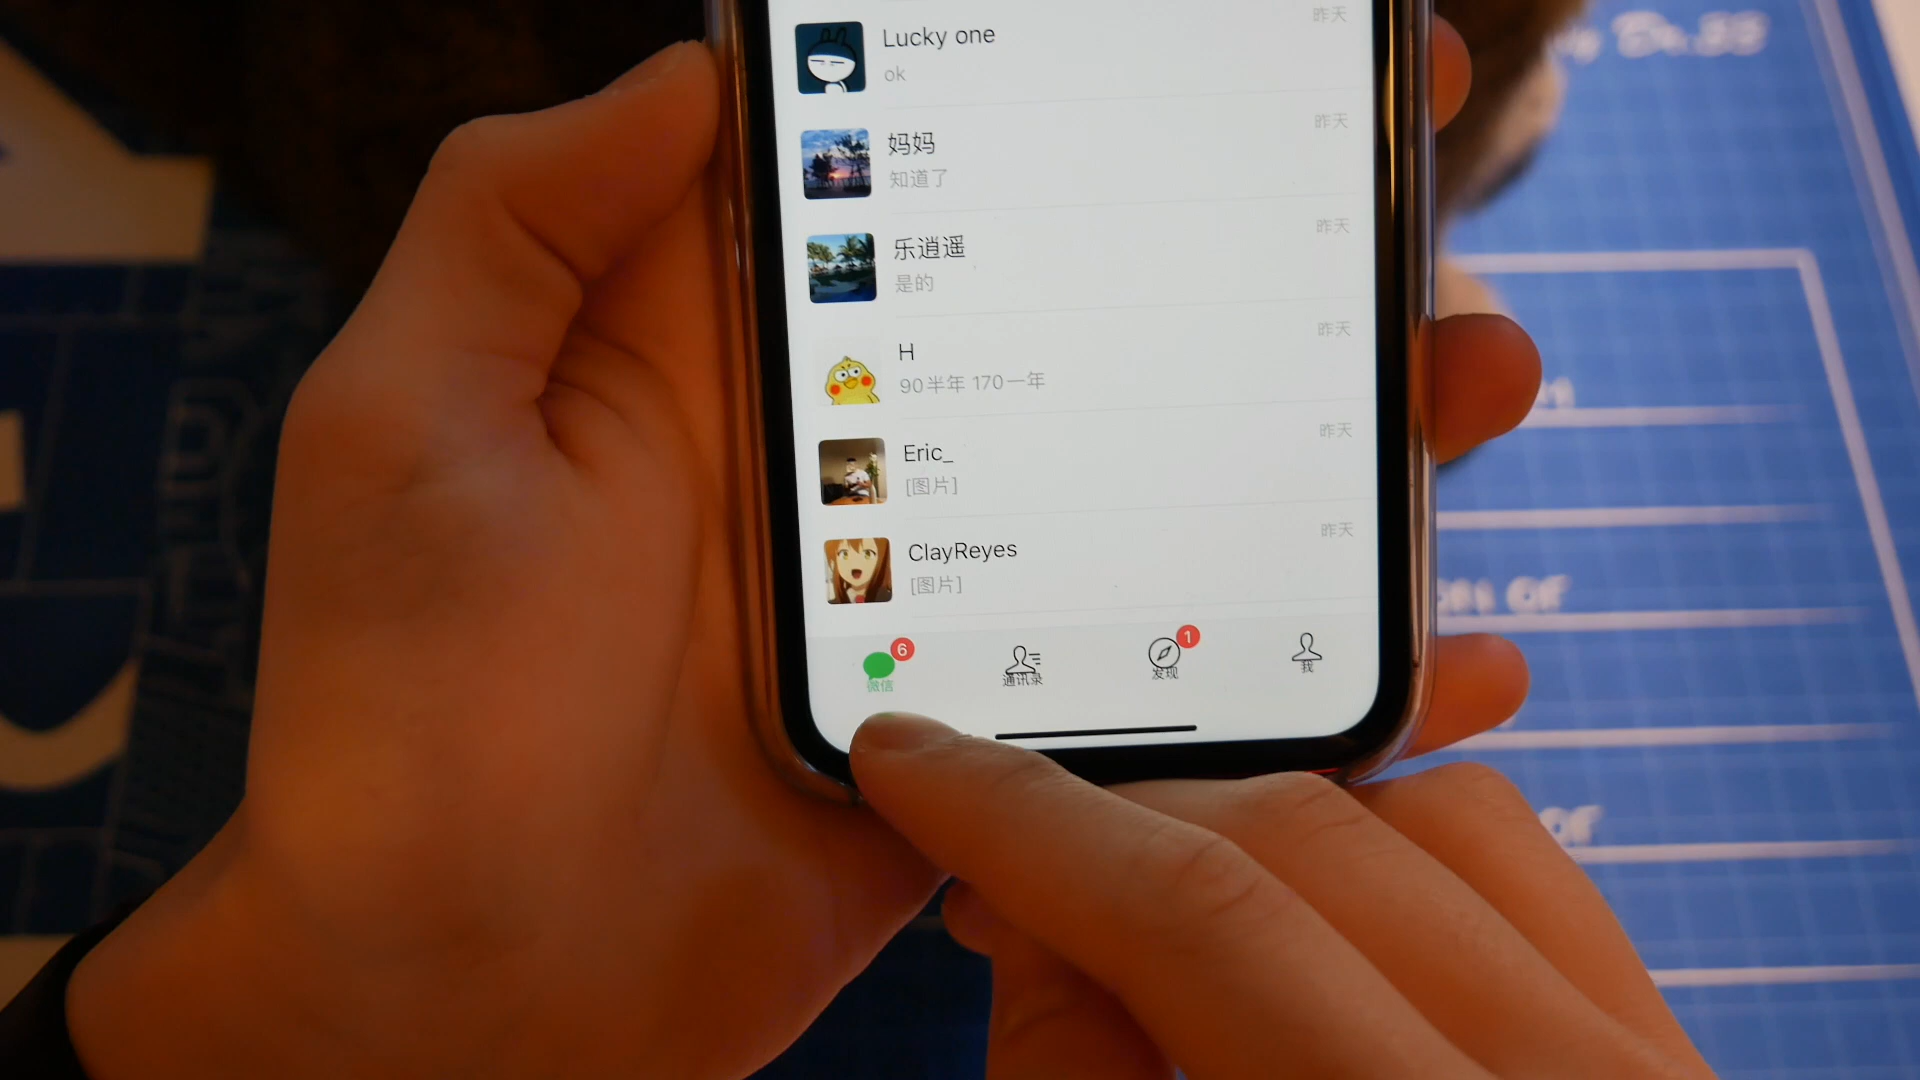 昨天
Lucky one
ok
昨天
妈妈
知道了
昨天
乐逍遥
是的
昨天
H
90半年 170一年
昨天
Eric_
[图片]
昨天
ClayReyes
[图片]
6
1
微信
通讯录
发现
我
OF
OF